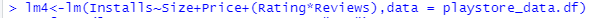 > lm4<-lm(Installs~Size+Price+(Rating*Reviews),data = playstore_data.df)